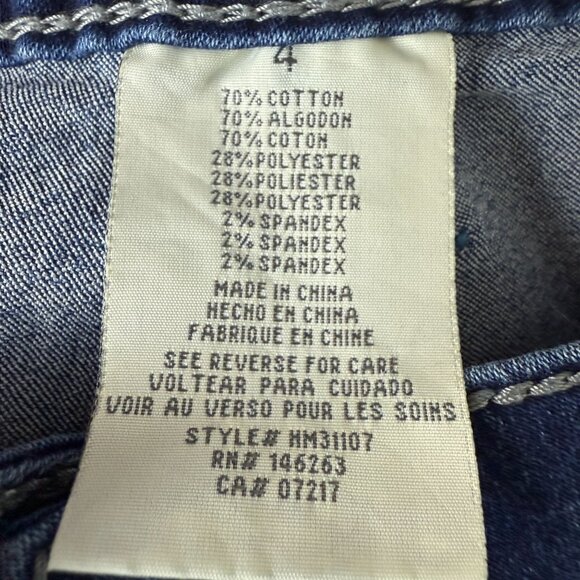 4
70% COTTON
70% ALGODON
70% COTON
28% POLYESTER
28% POLIESTER
28% POLYESTER
2% SPANDEX
2% SPANDEX
2% SPANDEX
MADE IN CHINA
HECHO EN CHINA
FABRIQUE EN CHINE
SEE REVERSE FOR CARE
VOLTEAR PARA CUIDADO
VOIR AU VERSO POUR LES SOINS
STYLE# HM31107
RN# 146263
CA# 07217